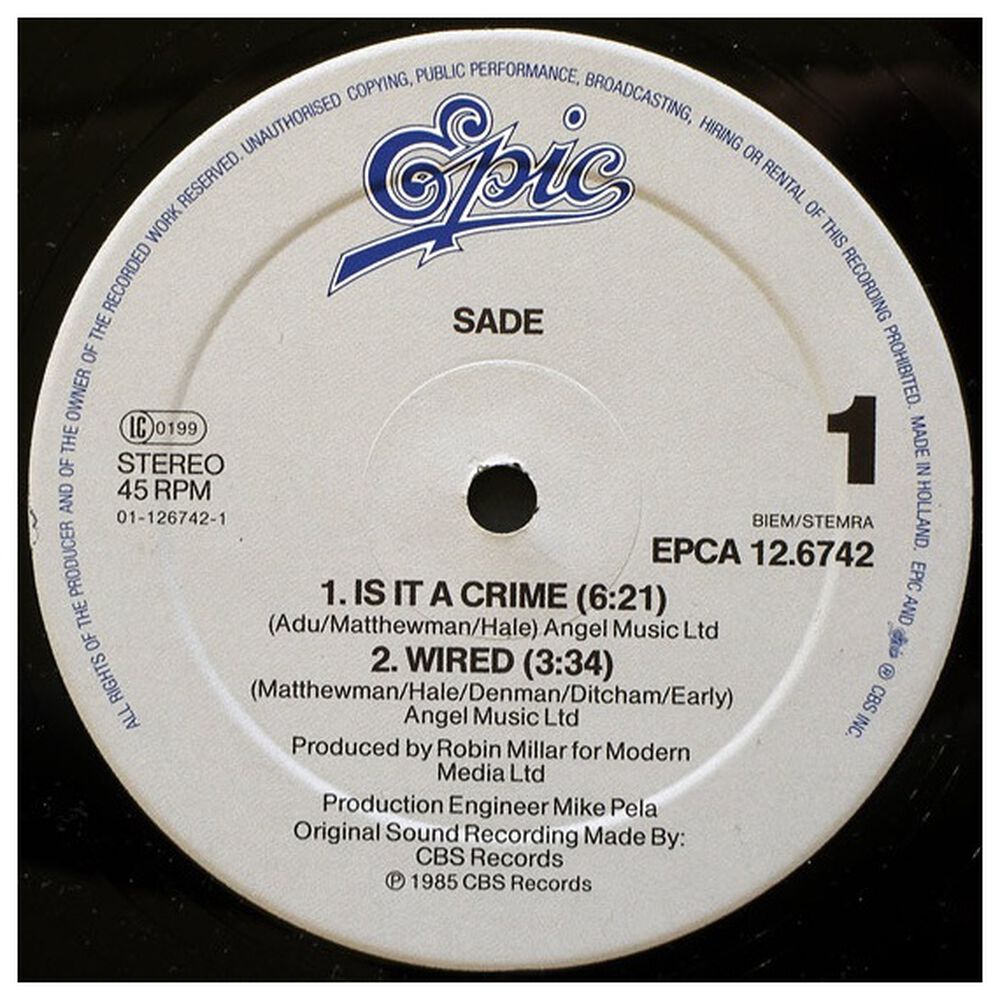 ALL RIGHTS OF THE PRODUCER AND OF THE OWNER OF THE RECORDED WORK RESERVED. UNAUTHORISED COPYING, PUBLIC PERFORMANCE, BROADCASTING, HIRING OR RENTAL OF THIS RECORDING PROHIBITED. MADE IN HOLLAND. EPIC AND Epic ℗ CBS INC.
Epic
SADE
1
LC 0199
STEREO
45 RPM
01-126742-1
BIEM/STEMRA
EPCA 12.6742
1. IS IT A CRIME (6:21)
(Adu/Matthewman/Hale) Angel Music Ltd
2. WIRED (3:34)
(Matthewman/Hale/Denman/Ditcham/Early)
Angel Music Ltd
Produced by Robin Millar for Modern
Media Ltd
Production Engineer Mike Pela
Original Sound Recording Made By:
CBS Records
℗ 1985 CBS Records